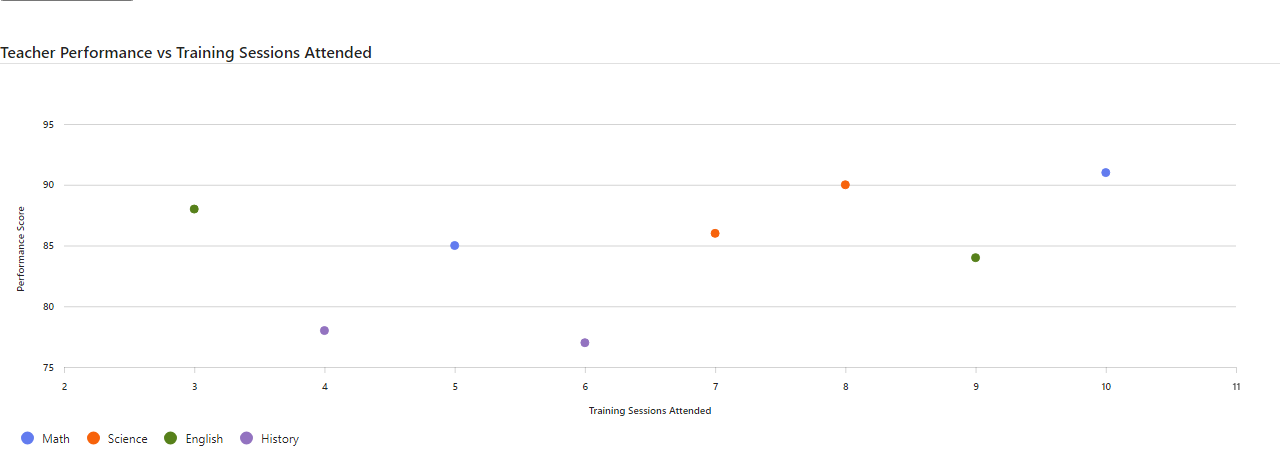 Teacher Performance vs Training Sessions Attended
95
90
85
80
75
Performance Score
2 3 4 5 6 7 8 9 10 11
Training Sessions Attended
Math Science English History